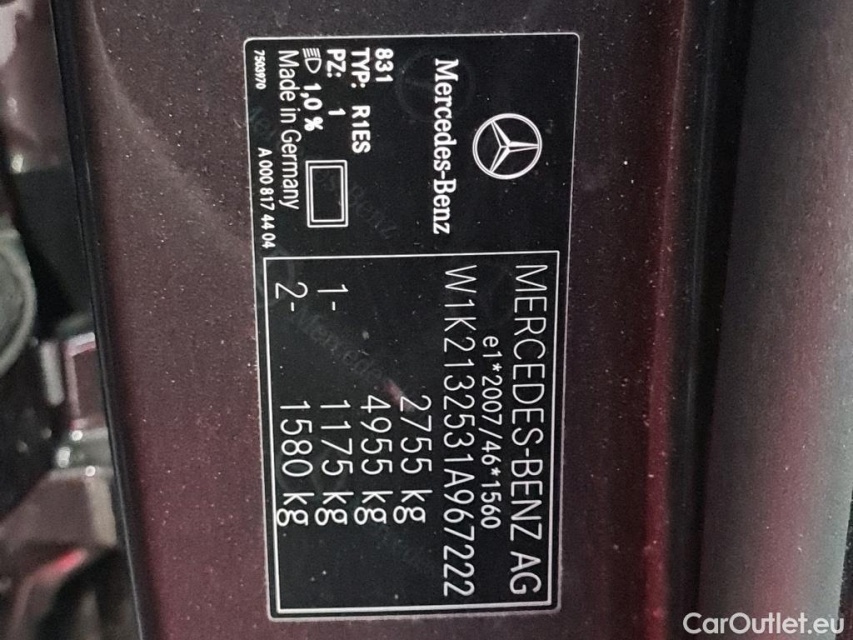 Mercedes-Benz
831
TYP: R1ES
PZ: 1
1,0 %
Made in Germany
7503970
A 000 817 44 04
MERCEDES-BENZ AG
e1*2007/46*1560
W1K2132531A967222
2755 kg
4955 kg
1- 1175 kg
2- 1580 kg
CarOutlet.eu